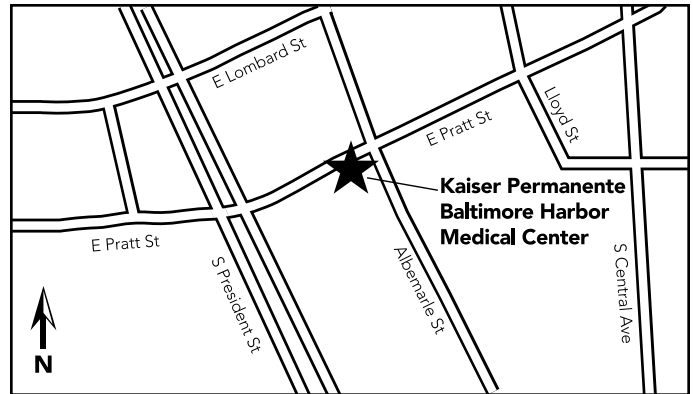 E Lombard St
Lloyd St
E Pratt St
Kaiser Permanente
Baltimore Harbor
Medical Center
E Pratt St
S President St
Albemarle St
S Central Ave
N